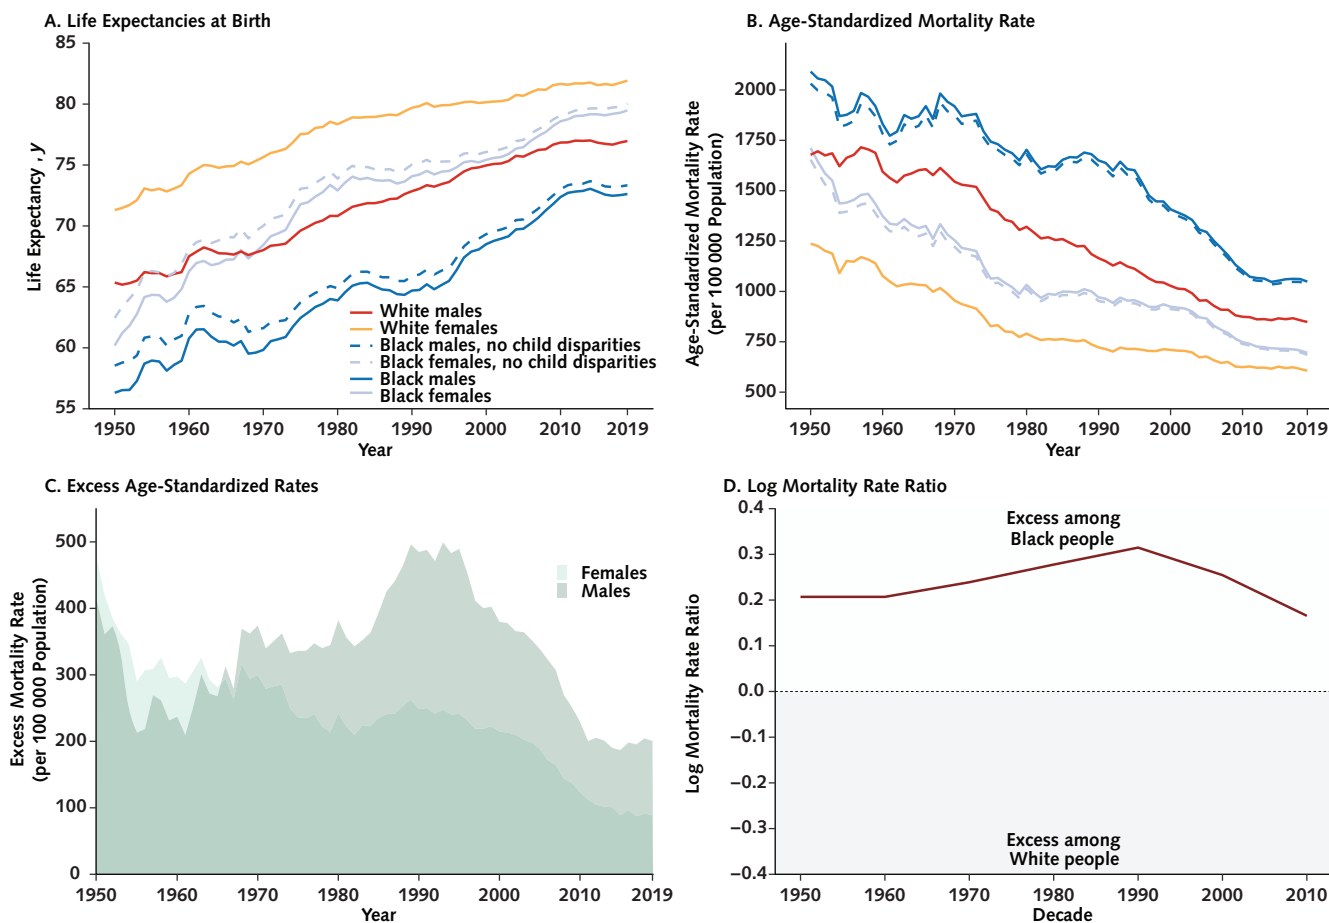 A. Life Expectancies at Birth
85
80
75
70
65
60
55
Life Expectancy , y
White males
White females
Black males, no child disparities
Black females, no child disparities
Black males
Black females
1950 1960 1970 1980 1990 2000 2010 2019
Year
B. Age-Standardized Mortality Rate
2000
1750
1500
1250
1000
750
500
Age-Standardized Mortality Rate
(per 100 000 Population)
1950 1960 1970 1980 1990 2000 2010 2019
Year
C. Excess Age-Standardized Rates
500
400
300
200
100
0
Excess Mortality Rate
(per 100 000 Population)
Females
Males
1950 1960 1970 1980 1990 2000 2010 2019
Year
D. Log Mortality Rate Ratio
0.4
0.3
0.2
0.1
0.0
–0.1
–0.2
–0.3
–0.4
Log Mortality Rate Ratio
Excess among
Black people
Excess among
White people
1950 1960 1970 1980 1990 2000 2010
Decade